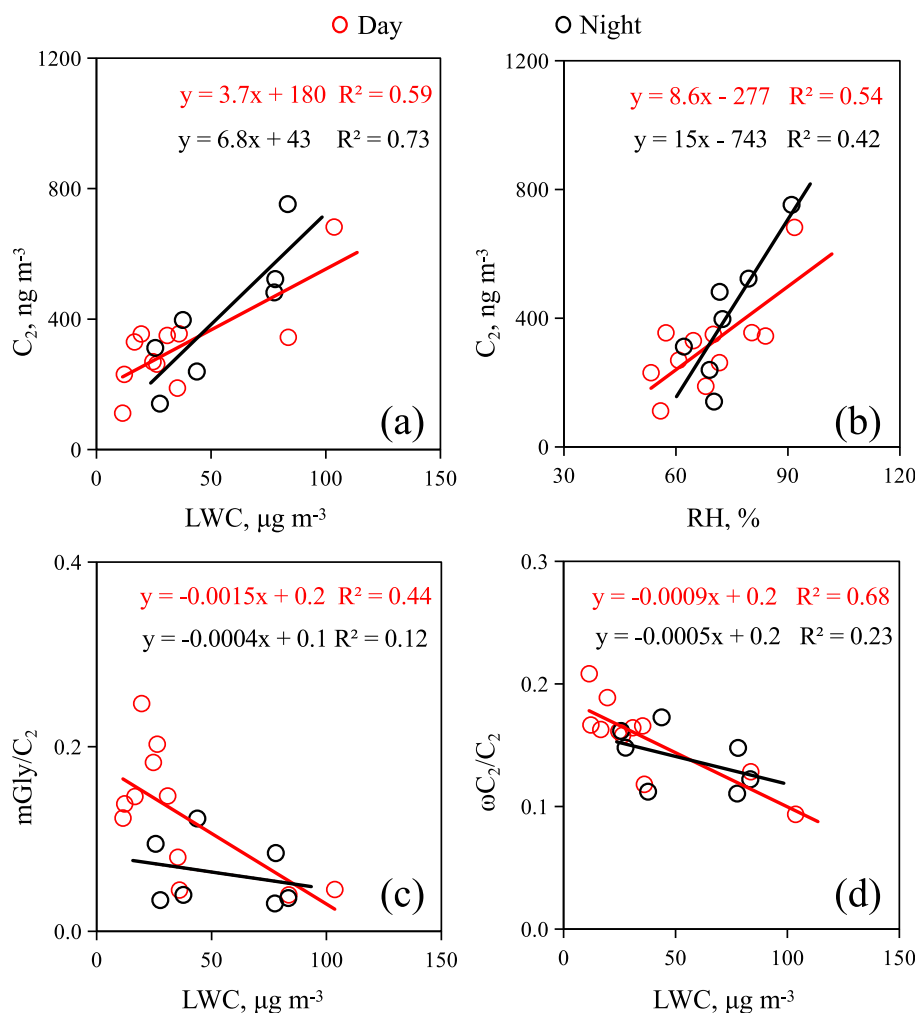 Day Night
1200
800
400
0
0 50 100 150
C₂, ng m⁻³
LWC, μg m⁻³
y = 3.7x + 180 R² = 0.59
y = 6.8x + 43 R² = 0.73
(a)
1200
800
400
0
30 60 90 120
C₂, ng m⁻³
RH, %
y = 8.6x - 277 R² = 0.54
y = 15x - 743 R² = 0.42
(b)
0.4
0.2
0.0
0 50 100 150
mGly/C₂
LWC, μg m⁻³
y = -0.0015x + 0.2 R² = 0.44
y = -0.0004x + 0.1 R² = 0.12
(c)
0.3
0.2
0.1
0.0
0 50 100 150
ωC₂/C₂
LWC, μg m⁻³
y = -0.0009x + 0.2 R² = 0.68
y = -0.0005x + 0.2 R² = 0.23
(d)